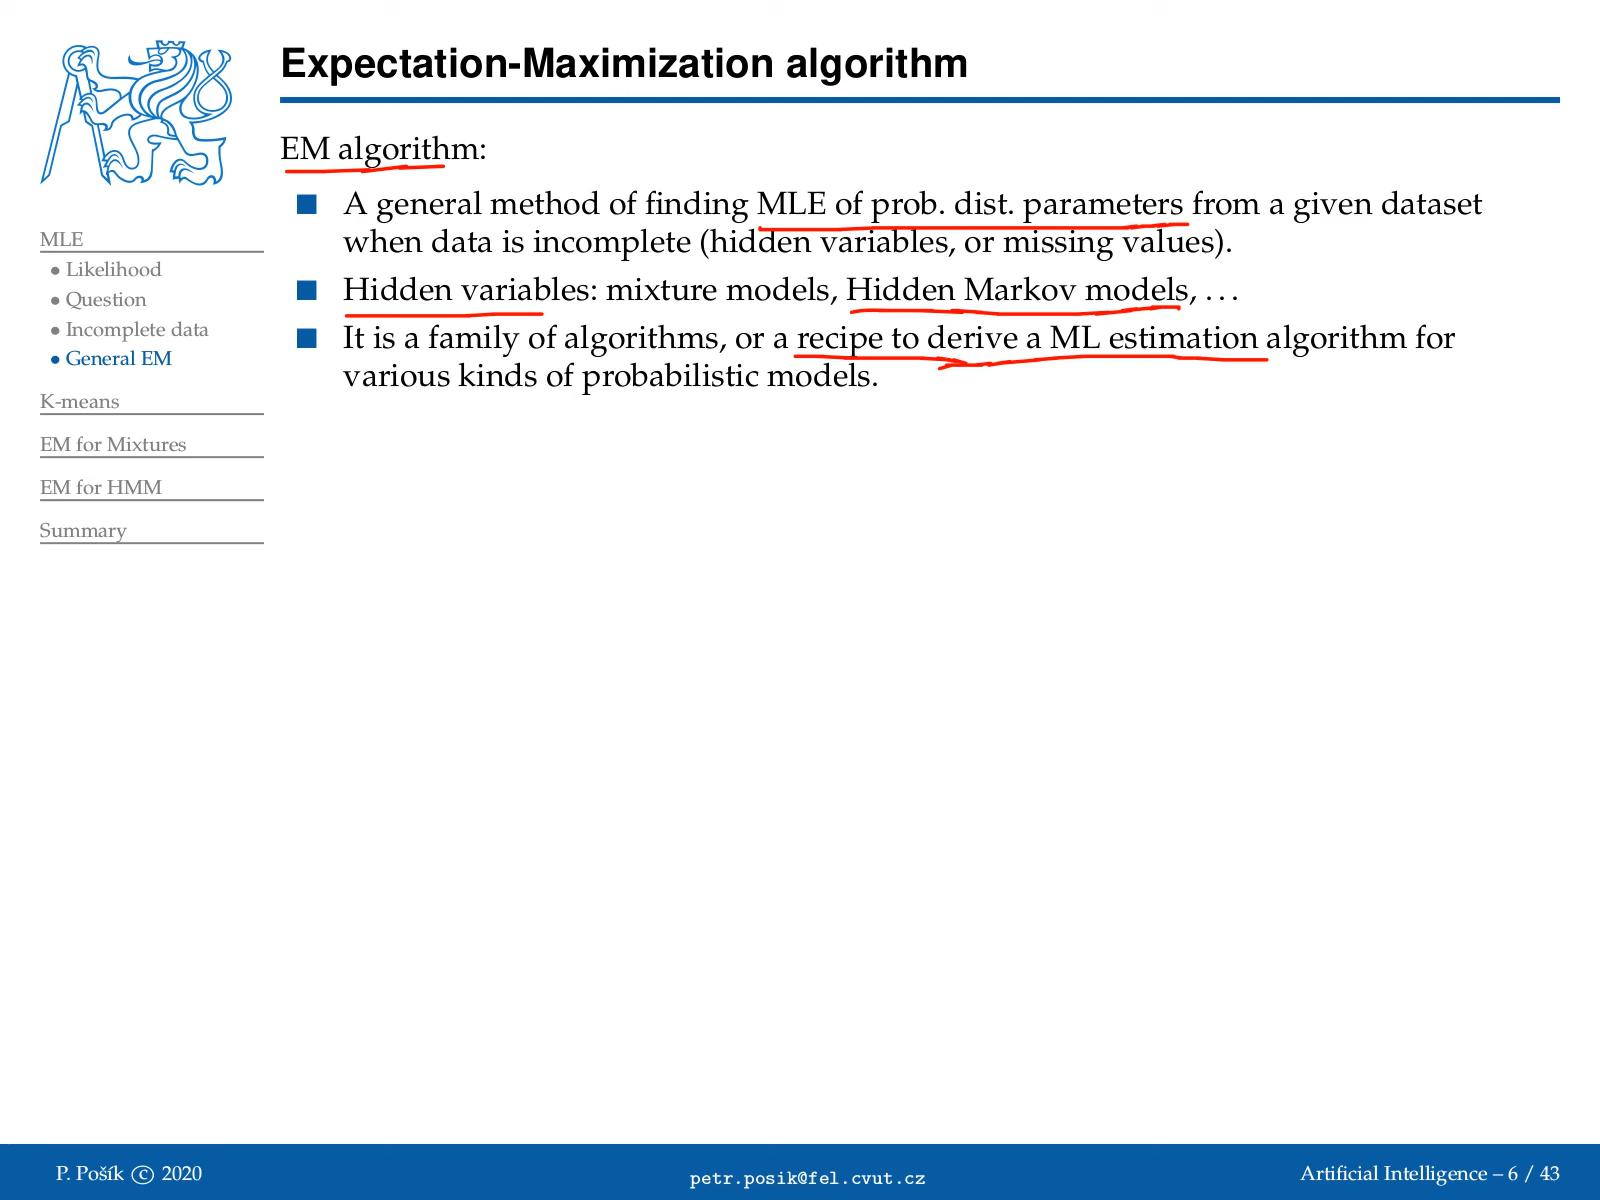 Expectation-Maximization algorithm
EM algorithm:
■ A general method of finding MLE of prob. dist. parameters from a given dataset
when data is incomplete (hidden variables, or missing values).
■ Hidden variables: mixture models, Hidden Markov models, ...
■ It is a family of algorithms, or a recipe to derive a ML estimation algorithm for
various kinds of probabilistic models.
MLE
• Likelihood
• Question
• Incomplete data
• General EM
K-means
EM for Mixtures
EM for HMM
Summary
P. Pošík © 2020
petr.posik@fel.cvut.cz
Artificial Intelligence – 6 / 43